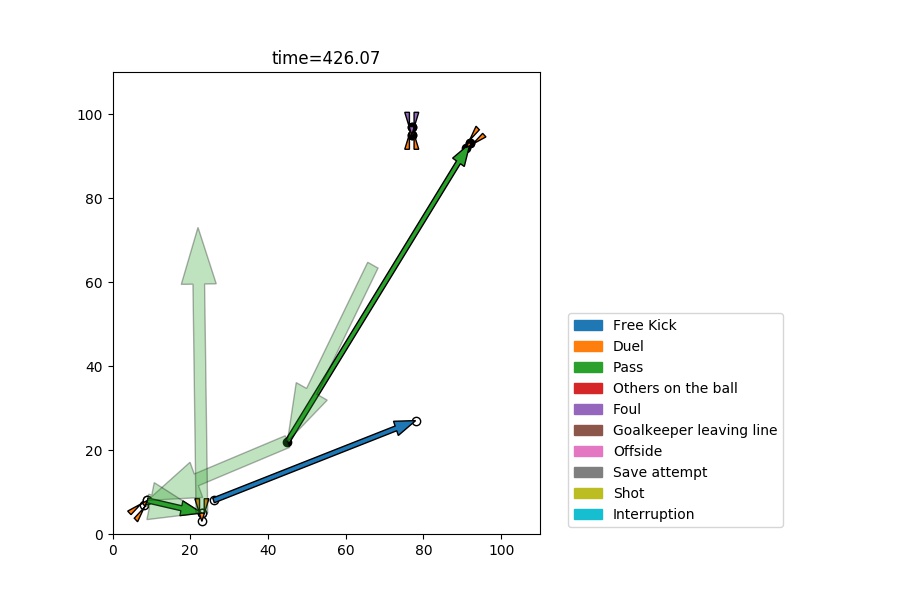 time=426.07
100
80
60
40
20
0
0 20 40 60 80 100
Free Kick
Duel
Pass
Others on the ball
Foul
Goalkeeper leaving line
Offside
Save attempt
Shot
Interruption